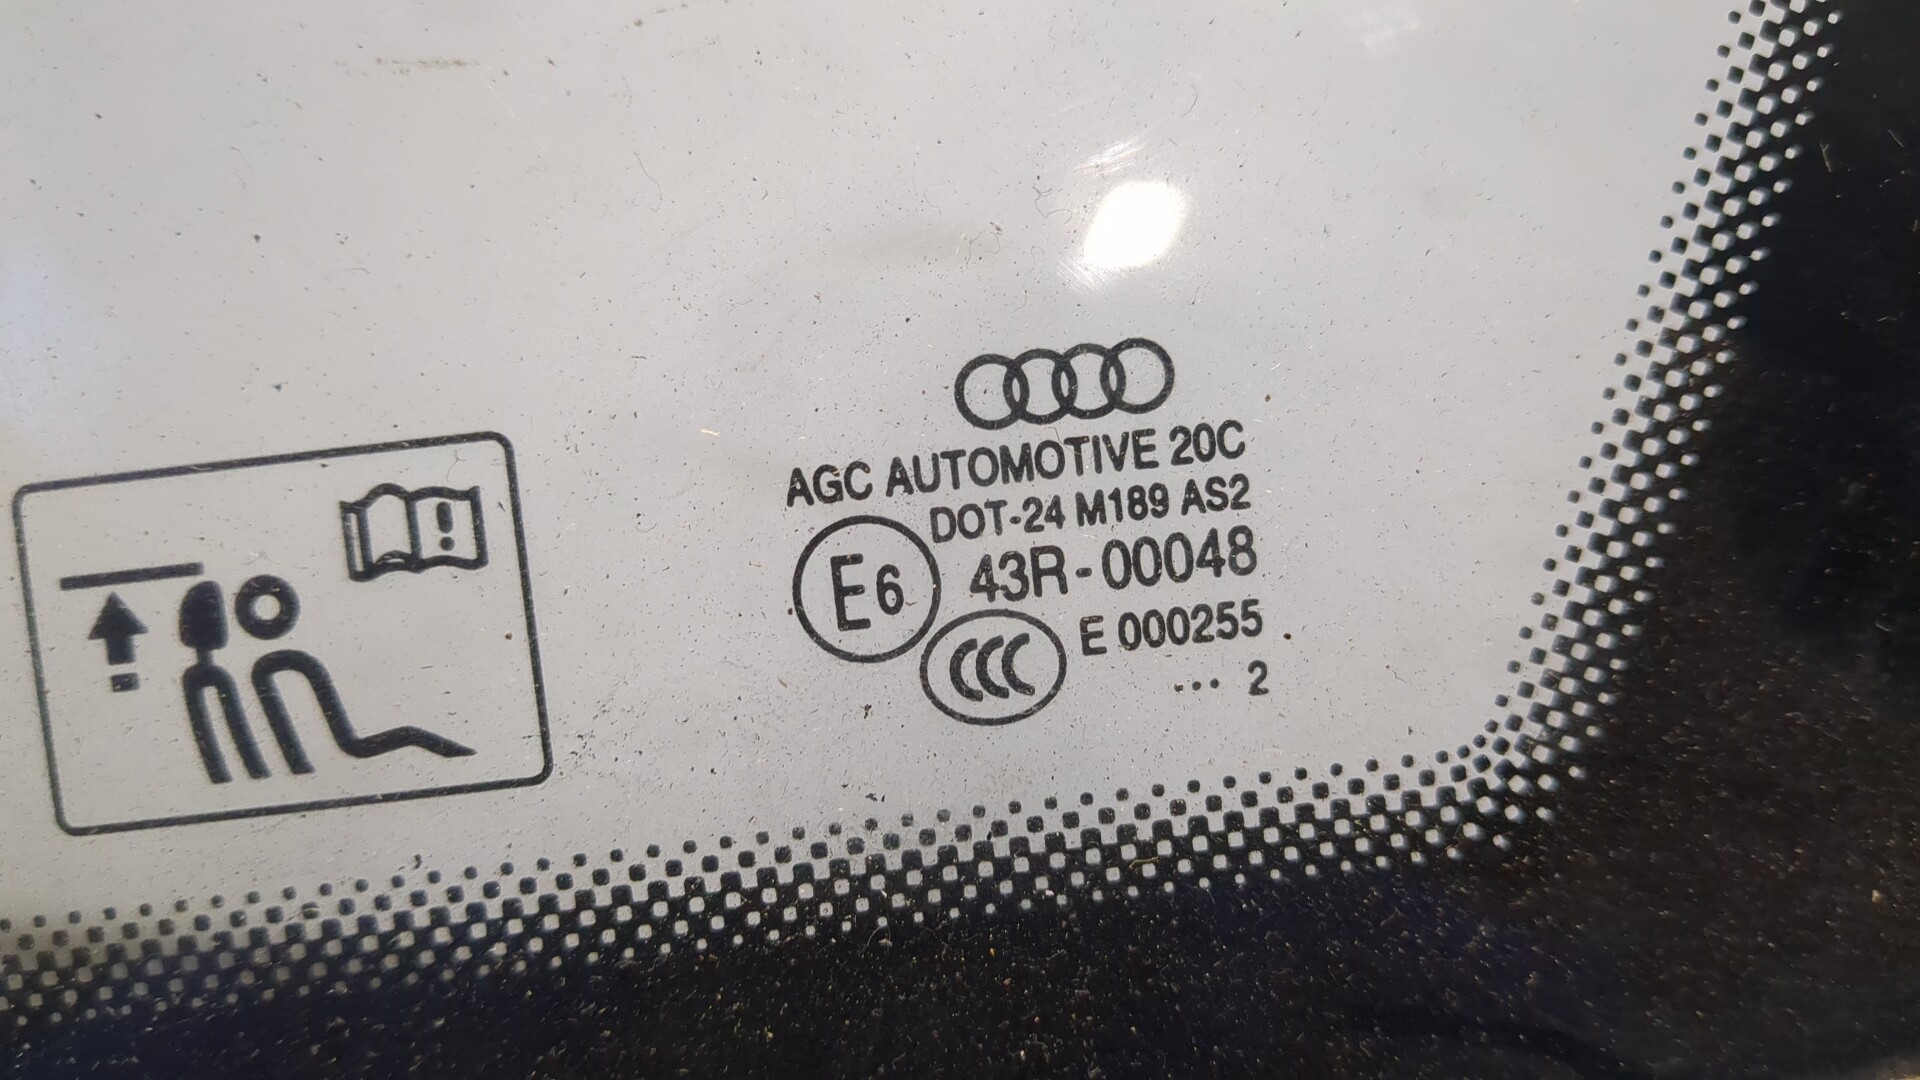 AGC AUTOMOTIVE 20C
DOT-24 M189 AS2
E6 43R-00048
CCC E 000255
... 2
!